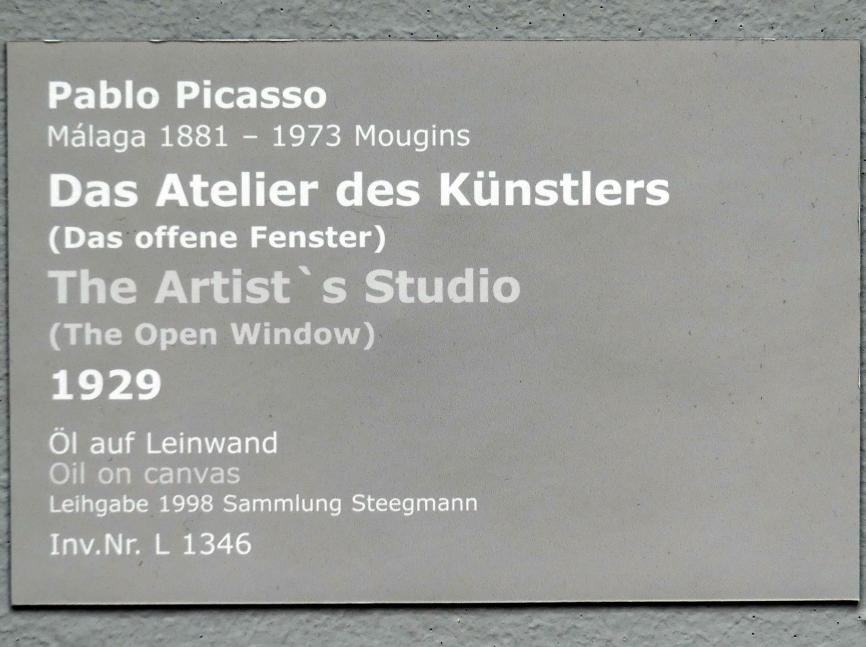 Pablo Picasso
Málaga 1881 – 1973 Mougins
Das Atelier des Künstlers
(Das offene Fenster)
The Artist`s Studio
(The Open Window)
1929
Öl auf Leinwand
Oil on canvas
Leihgabe 1998 Sammlung Steegmann
Inv.Nr. L 1346